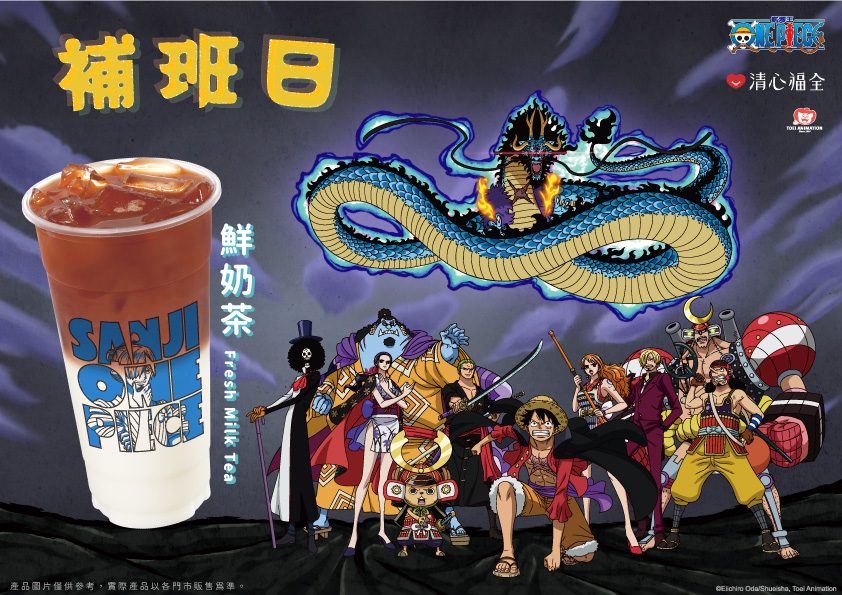 補班日
ONE PIECE
清心福全
TOEI ANIMATION
鮮奶茶
Fresh Milk Tea
SANJI
ONE
PIECE
產品圖片僅供參考，實際產品以各門市販售為準。
©Eiichiro Oda/Shueisha, Toei Animation